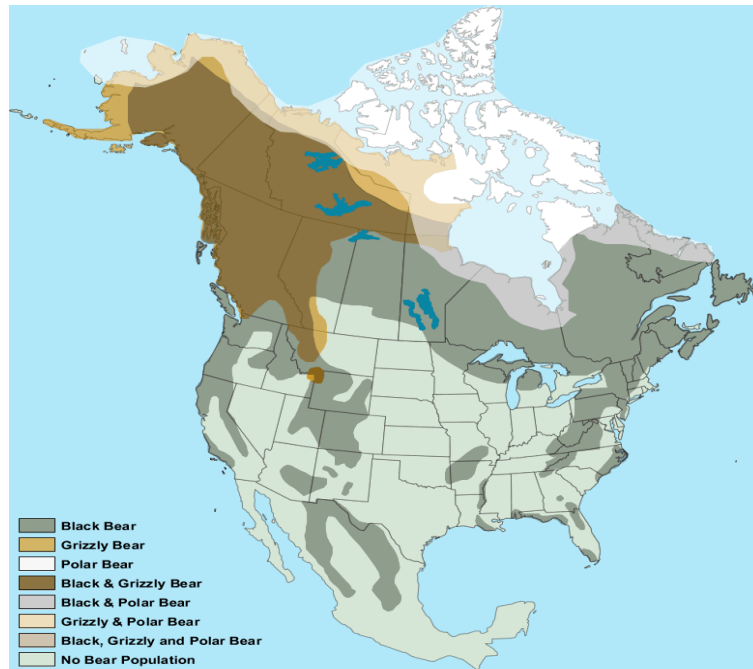 Black Bear
Grizzly Bear
Polar Bear
Black & Grizzly Bear
Black & Polar Bear
Grizzly & Polar Bear
Black, Grizzly and Polar Bear
No Bear Population